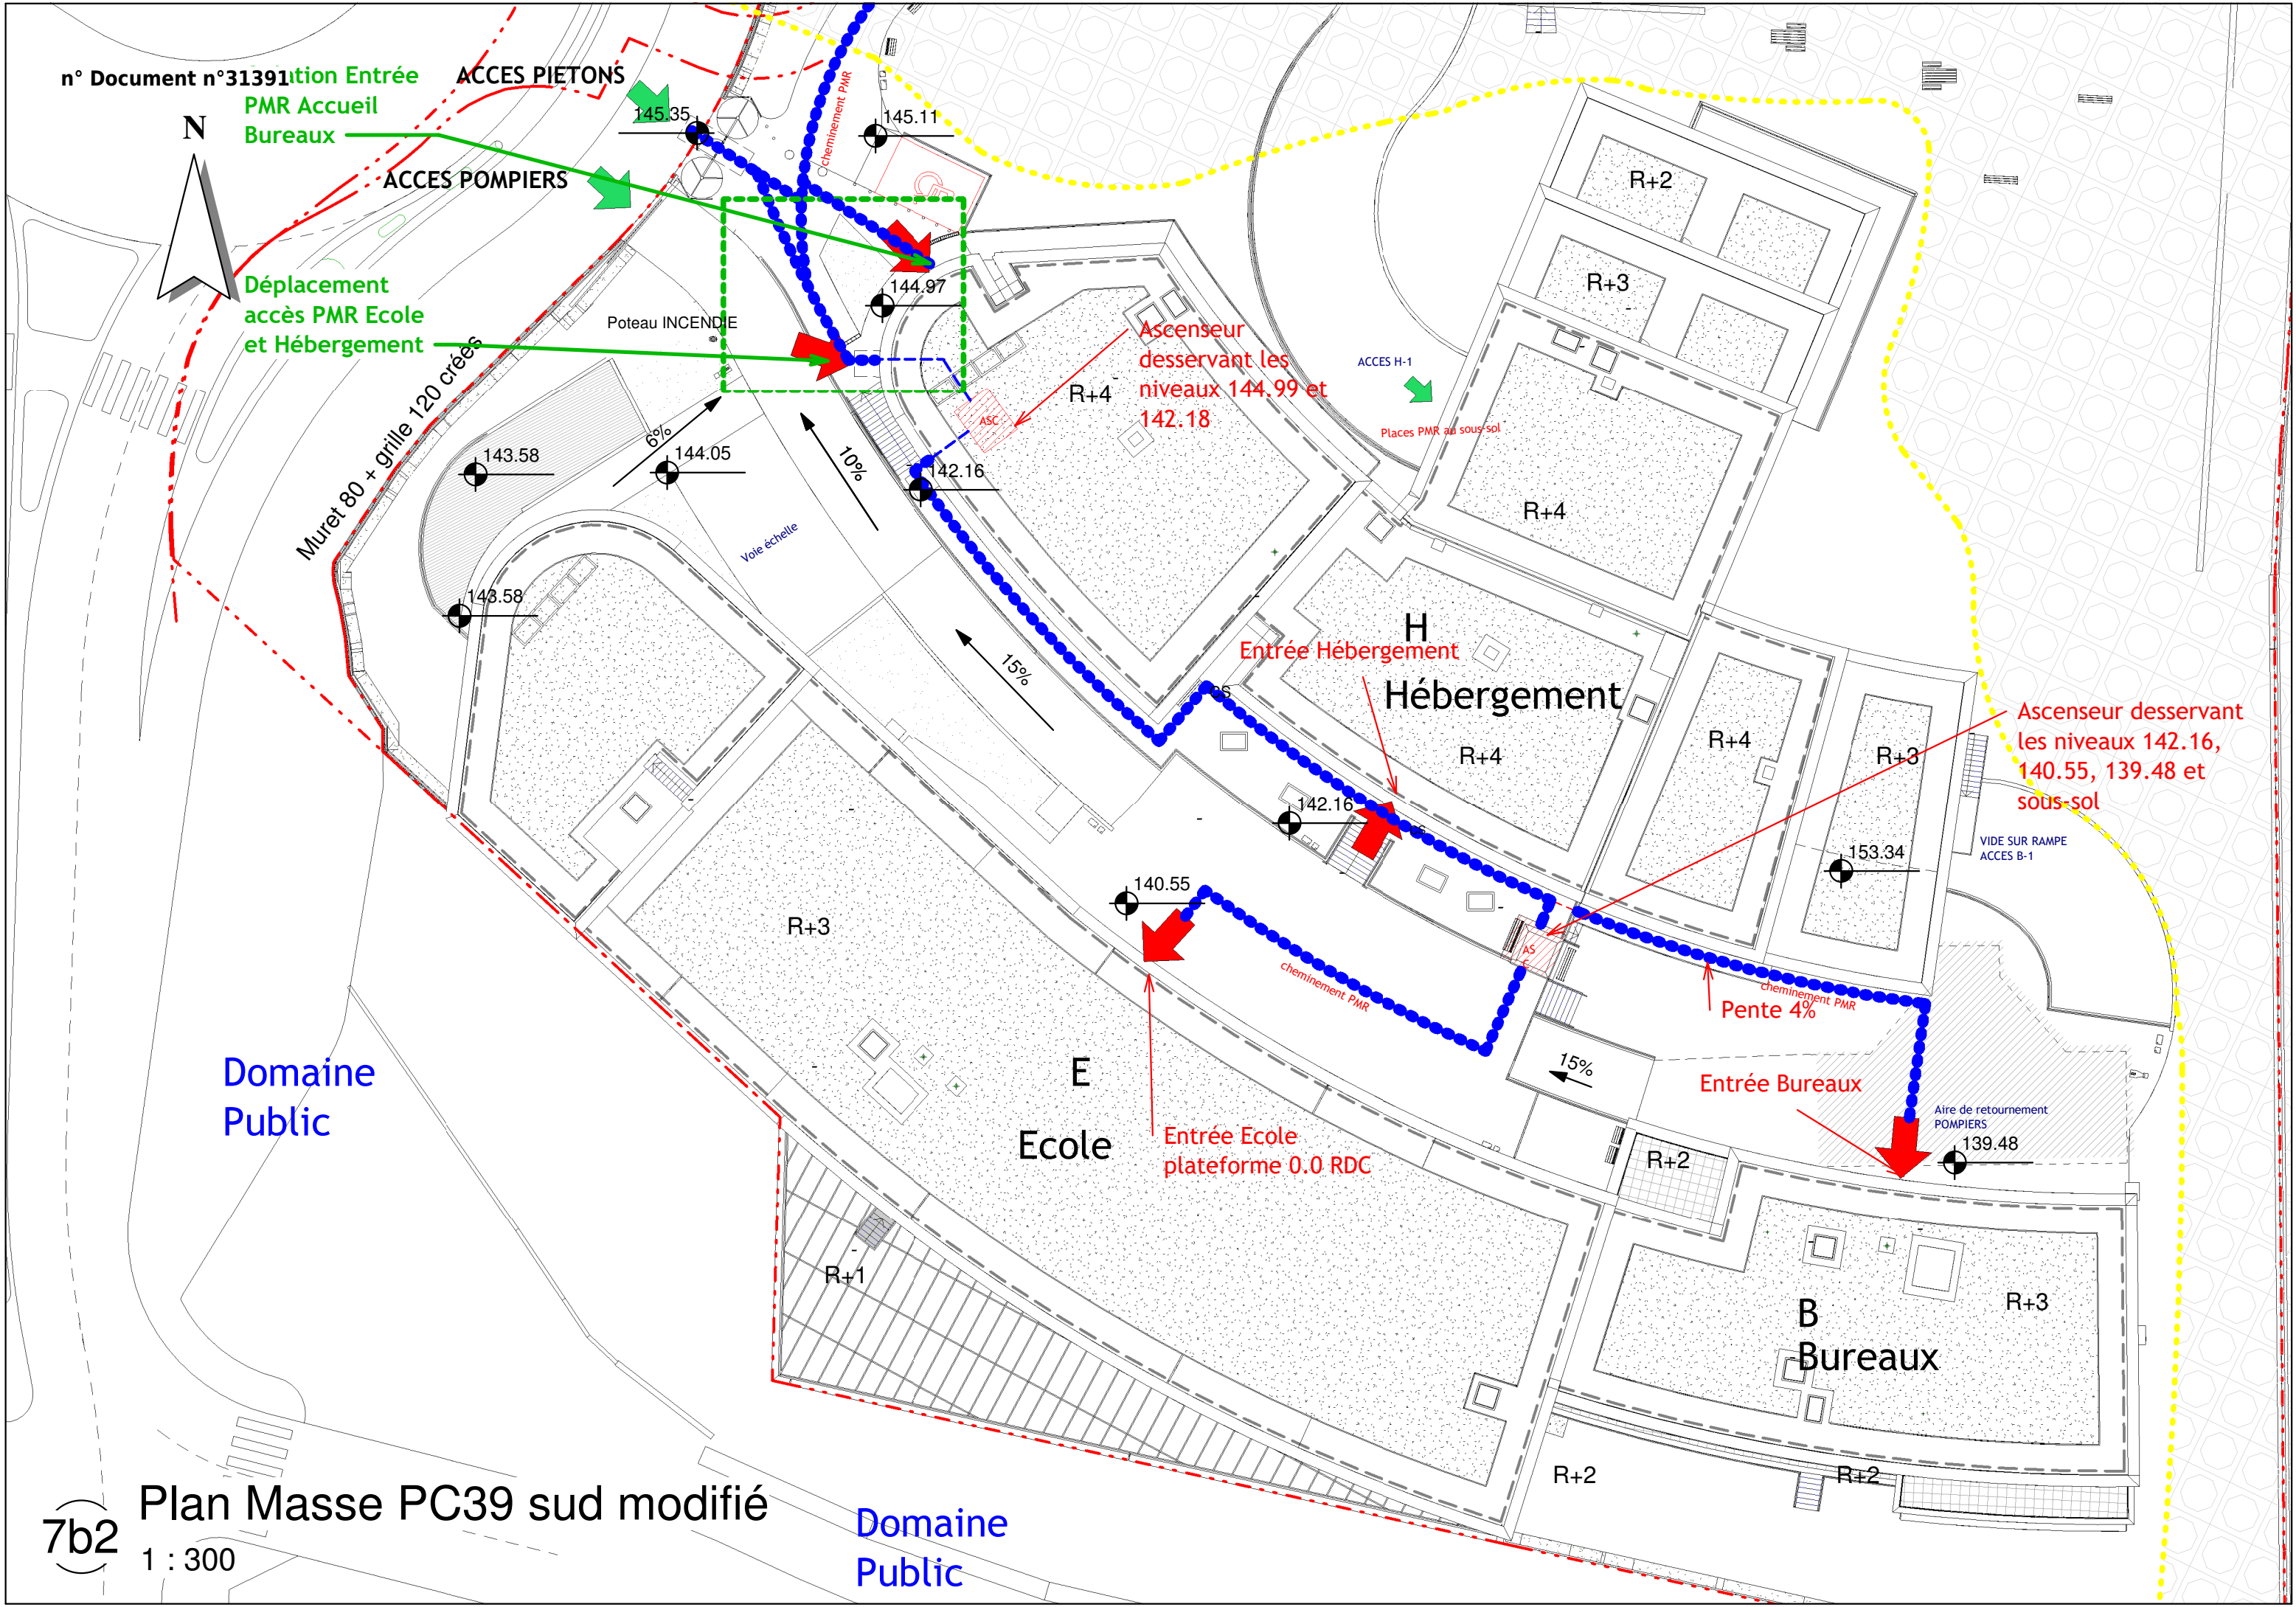 n° Document n°31391
ation Entrée
PMR Accueil
Bureaux
ACCES PIETONS
145.35
cheminement PMR
145.11
N
ACCES POMPIERS
Déplacement
accès PMR Ecole
et Hébergement
Poteau INCENDIE
144.97
Ascenseur
desservant les
niveaux 144.99 et
142.18
R+4
ASC
R+2
R+3
ACCES H-1
Places PMR au sous-sol
R+4
Muret 80 + grille 120 créés
6%
10%
143.58
144.05
142.16
Voie échelle
143.58
15%
H
Entrée Hébergement
Hébergement
R+4
R+4
R+3
Ascenseur desservant
les niveaux 142.16,
140.55, 139.48 et
sous-sol
142.16
VIDE SUR RAMPE
ACCES B-1
153.34
140.55
R+3
AS
C
cheminement PMR
cheminement PMR
Pente 4%
15%
Entrée Bureaux
Aire de retournement
POMPIERS
139.48
Domaine
Public
E
Ecole
Entrée Ecole
plateforme 0.0 RDC
R+2
R+1
B
Bureaux
R+3
R+2
R+2
7b2
Plan Masse PC39 sud modifié
1 : 300
Domaine
Public